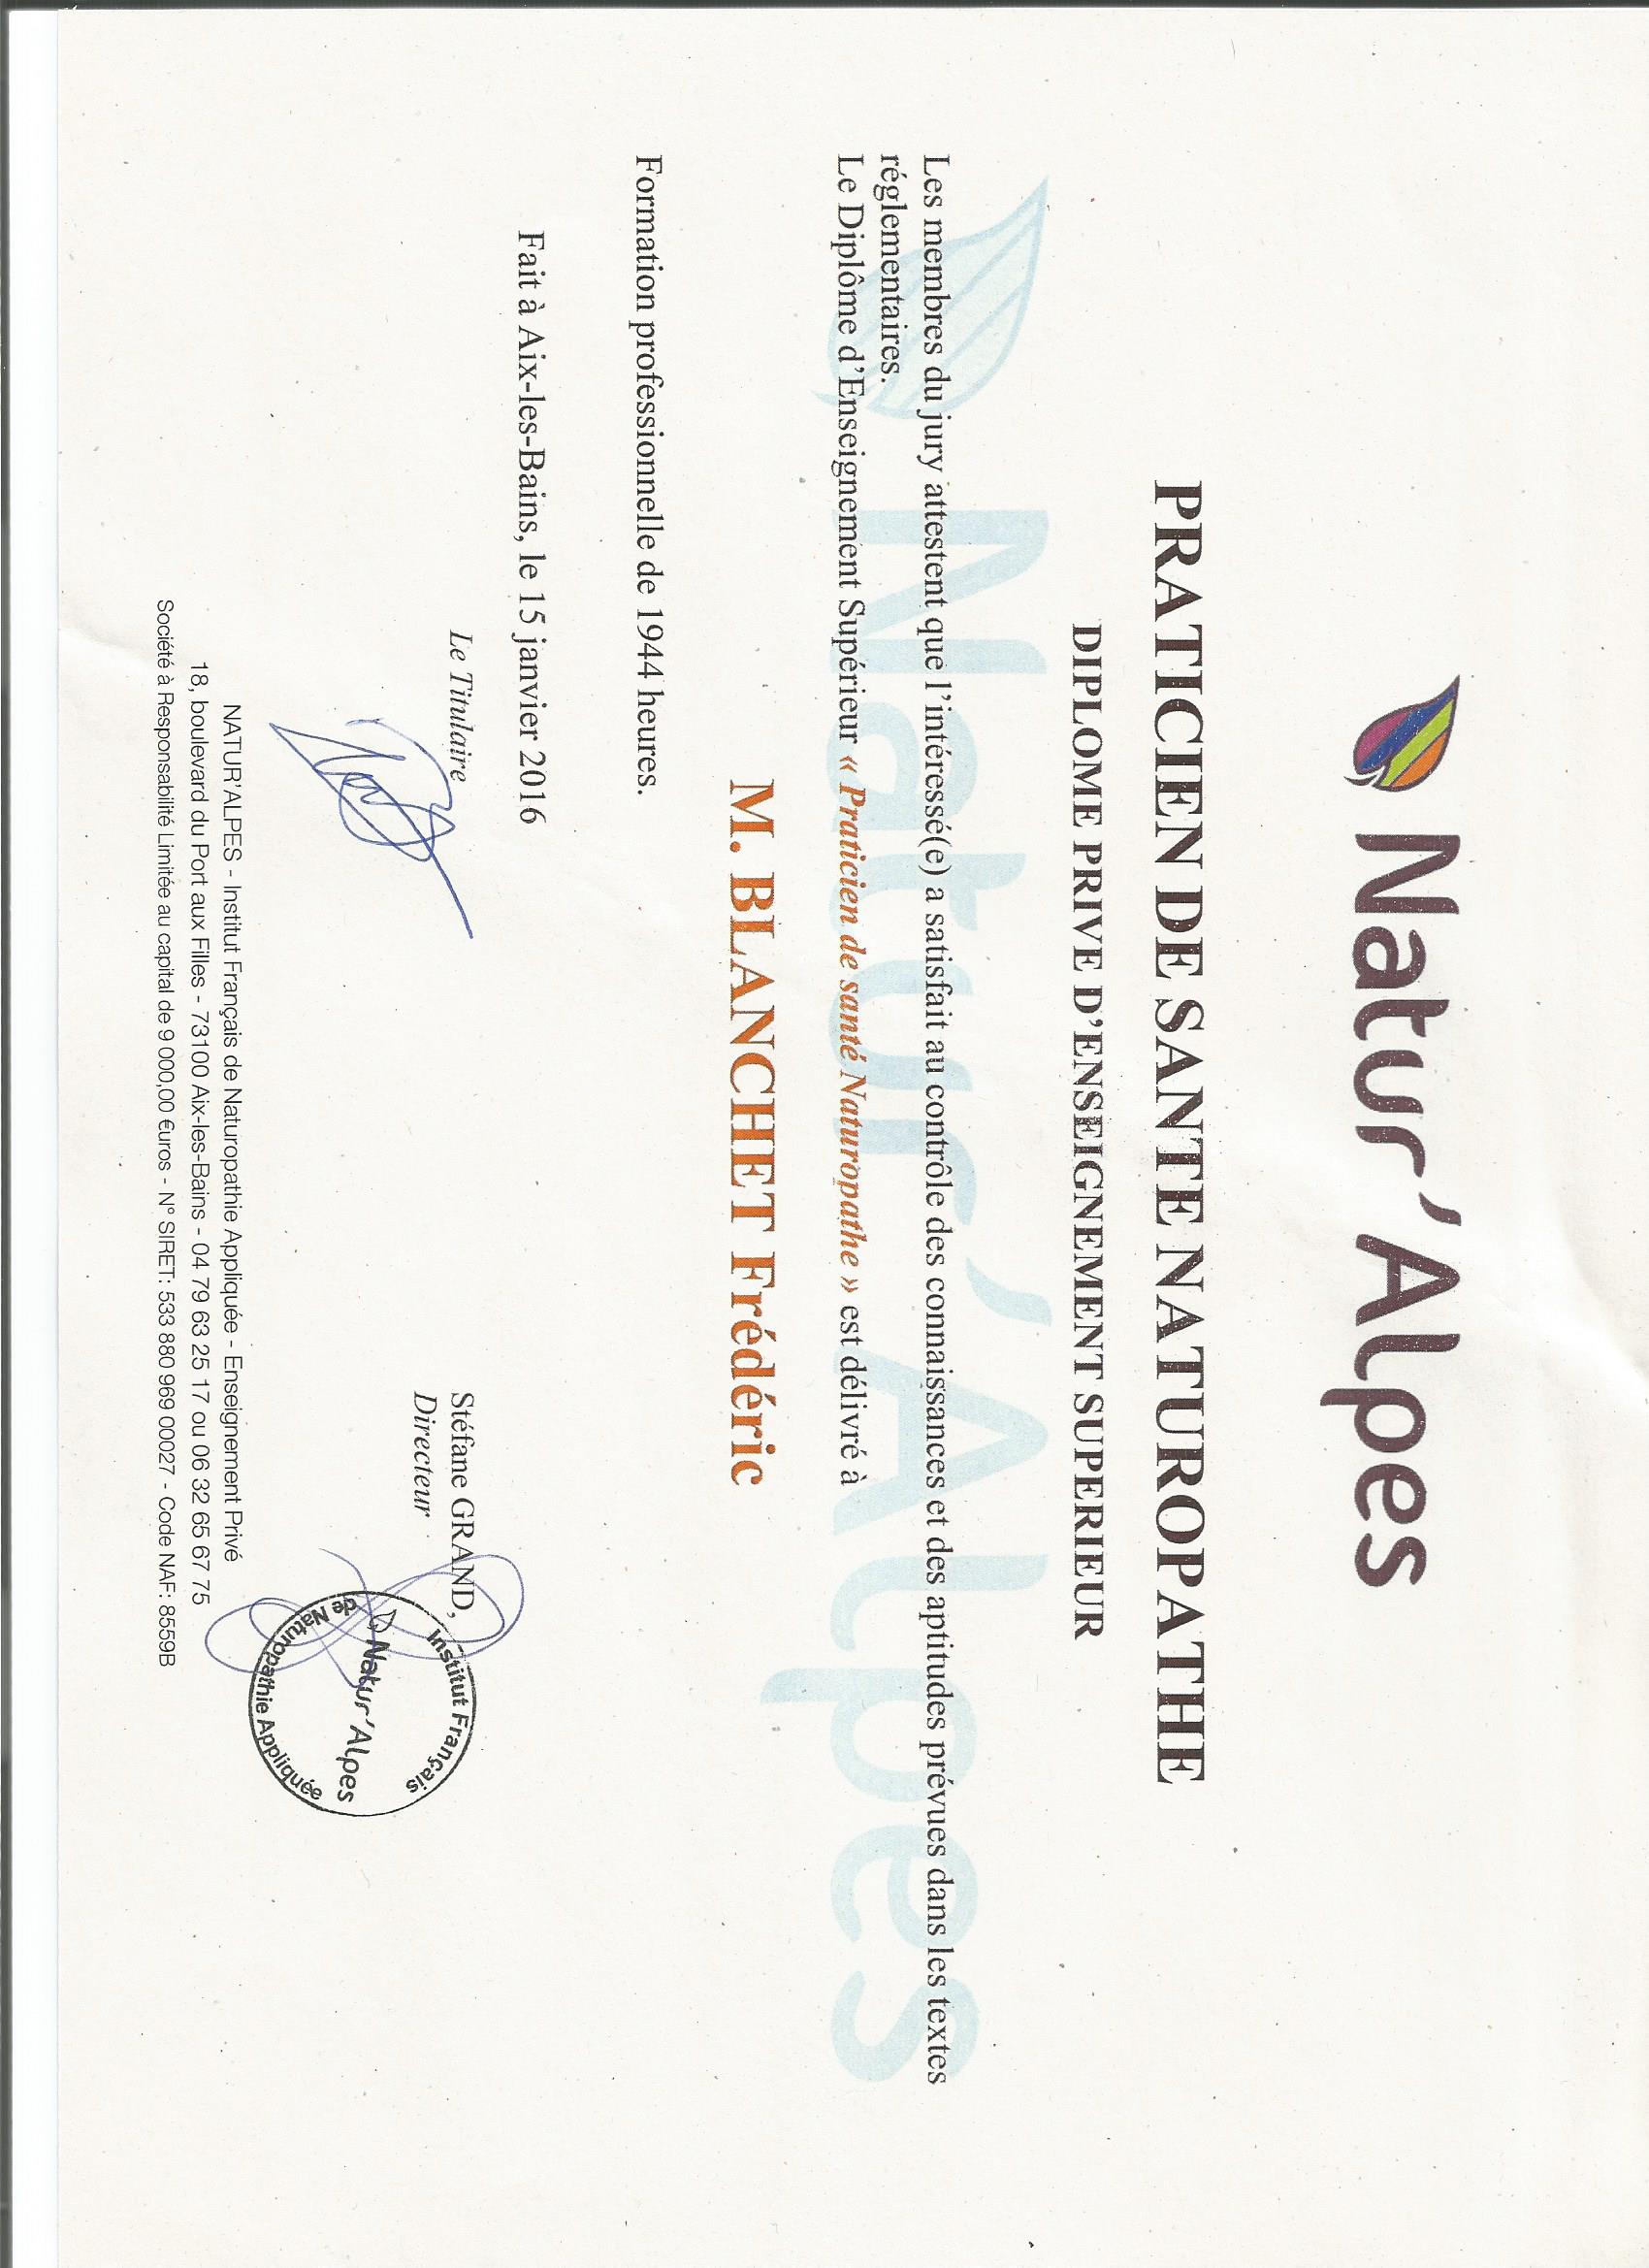 Natur'Alpes
PRATICIEN DE SANTE NATUROPATHE
DIPLOME PRIVE D'ENSEIGNEMENT SUPERIEUR
Natur'Alpes
Les membres du jury attestent que l'intéressé(e) a satisfait au contrôle des connaissances et des aptitudes prévues dans les textes
réglementaires.
Le Diplôme d'Enseignement Supérieur « Praticien de santé Naturopathe » est délivré à
M. BLANCHET Frédéric
Formation professionnelle de 1944 heures.
Fait à Aix-les-Bains, le 15 janvier 2016
Le Titulaire
Stéfane GRAND,
Directeur
Institut Français
Natur'Alpes
de Naturopathie Appliquée
NATUR'ALPES - Institut Français de Naturopathie Appliquée - Enseignement Privé
18, boulevard du Port aux Filles - 73100 Aix-les-Bains - 04 79 63 25 17 ou 06 32 65 67 75
Société à Responsabilité Limitée au capital de 9 000,00 €uros - N° SIRET: 533 880 969 00027 - Code NAF: 8559B